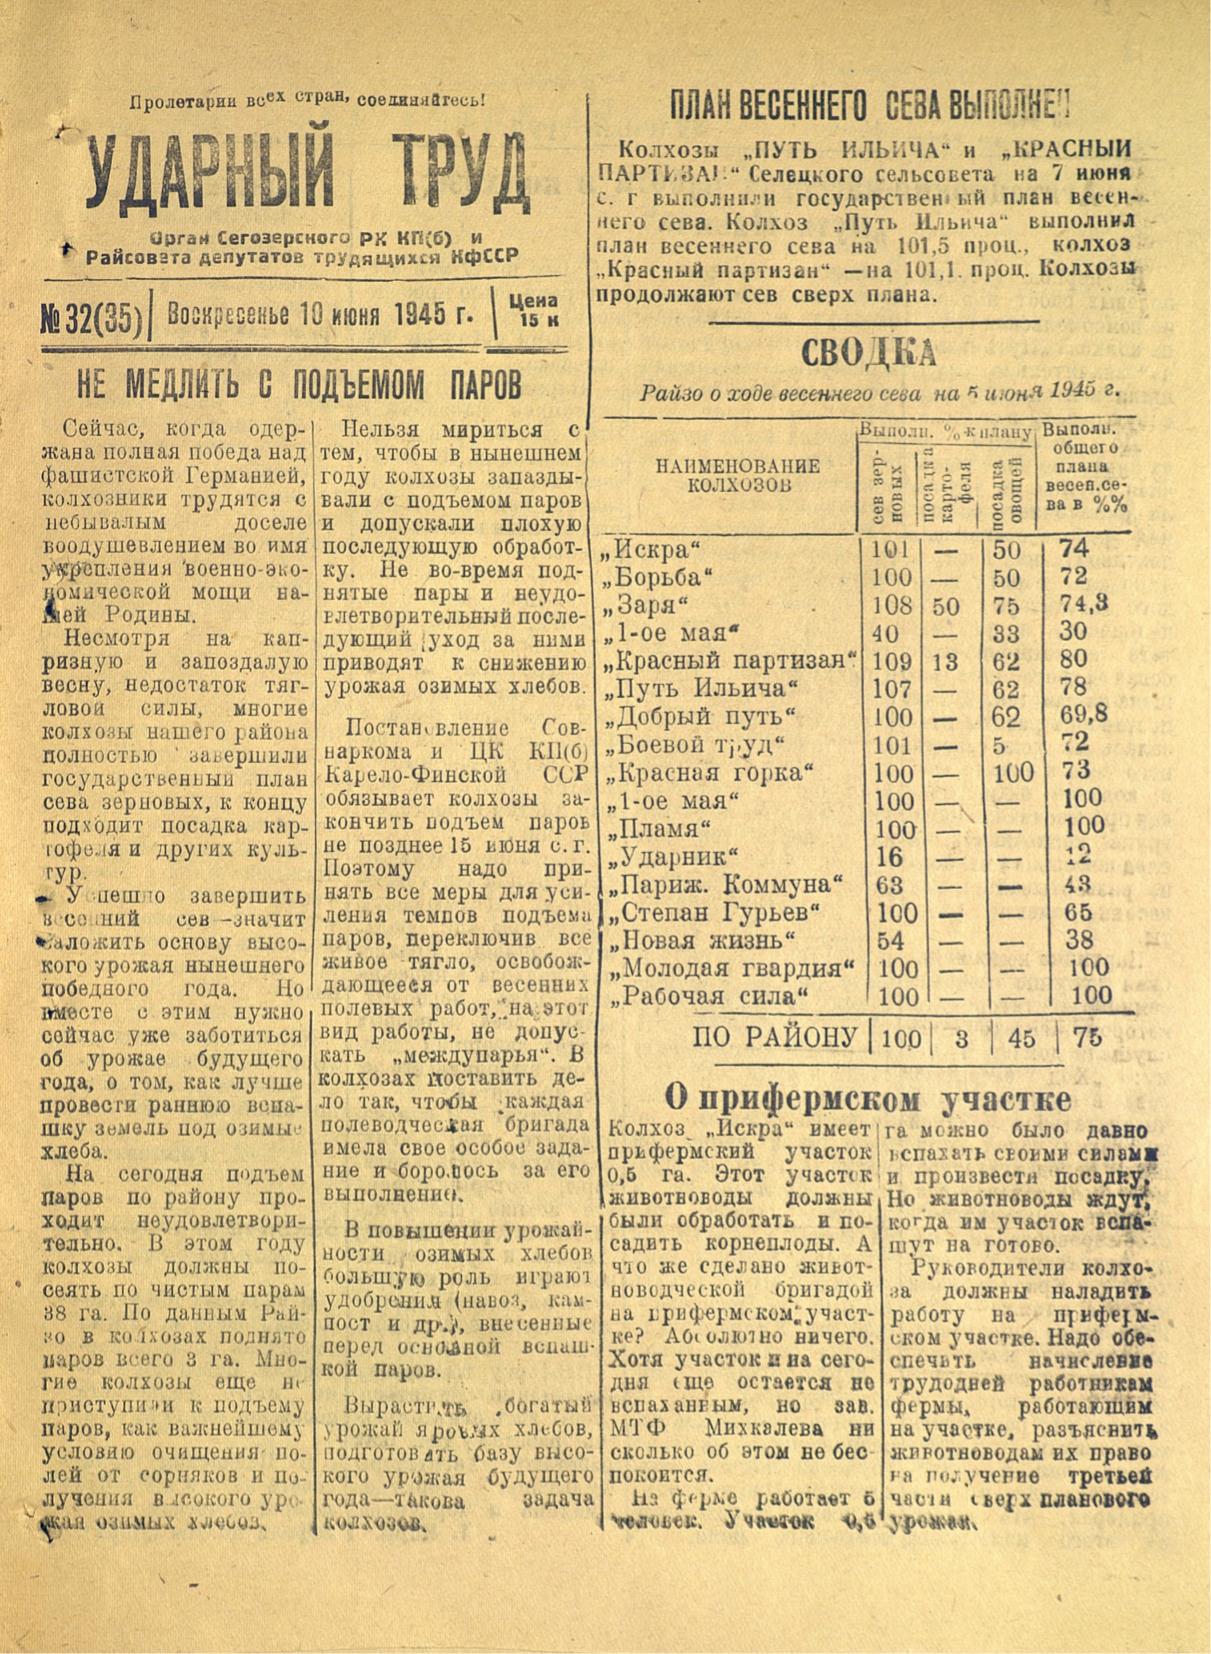 Пролетарии всех стран, соединяйтесь!
УДАРНЫЙ ТРУД
Орган Сегозерского РК КП(б) и
Райсовета депутатов трудящихся КфССР
№ 32(35)
Воскресенье 10 июня 1945 г.
Цена
15 к
НЕ МЕДЛИТЬ С ПОДЪЕМОМ ПАРОВ
Сейчас, когда одер-
жана полная победа над
фашистской Германией,
колхозники трудятся с
небывалым доселе
воодушевлением во имя
укрепления военно-эко-
номической мощи на-
шей Родины.
Несмотря на кап-
ризную и запоздалую
весну, недостаток тяг-
ловой силы, многие
колхозы нашего района
полностью завершили
государственный план
сева зерновых, к концу
подходит посадка кар-
тофеля и других куль-
тур.
Успешно завершить
весенний сев—значит
заложить основу высо-
кого урожая нынешнего
победного года. Но
вместе с этим нужно
сейчас уже заботиться
об урожае будущего
года, о том, как лучше
провести раннюю вспа-
шку земель под озимые
хлеба.
На сегодня подъем
паров по району про-
ходит неудовлетвори-
тельно. В этом году
колхозы должны по-
сеять по чистым парам
38 га. По данным Рай-
зо в колхозах поднято
паров всего 3 га. Мно-
гие колхозы еще не
приступили к подъему
паров, как важнейшему
условию очищения по-
лей от сорняков и по-
лучения высокого уро-
жая озимых хлебов.
Нельзя мириться с
тем, чтобы в нынешнем
году колхозы запазды-
вали с подъемом паров
и допускали плохую
последующую обработ-
ку. Не во-время под-
нятые пары и неудо-
влетворительный после-
дующий уход за ними
приводят к снижению
урожая озимых хлебов.
Постановление Сов-
наркома и ЦК КП(б)
Карело-Финской ССР
обязывает колхозы за-
кончить подъем паров
не позднее 15 июня с. г.
Поэтому надо при-
нять все меры для уси-
ления темпов подъема
паров, переключив все
живое тягло, освобож-
дающееся от весенних
полевых работ, на этот
вид работы, не допус-
кать „междупарья“. В
колхозах поставить де-
ло так, чтобы каждая
полеводческая бригада
имела свое особое зада-
ние и боролось за его
выполнение.
В повышении урожай-
ности озимых хлебов
большую роль играют
удобрения (навоз, кам-
пост и др.), внесенные
перед основной вспаш-
кой паров.
Вырастить богатый
урожай яровых хлебов,
подготовить базу высо-
кого урожая будущего
года—такова задача
колхозов.
ПЛАН ВЕСЕННЕГО СЕВА ВЫПОЛНЕН
Колхозы „ПУТЬ ИЛЬИЧА“ и „КРАСНЫЙ
ПАРТИЗАН“ Селецкого сельсовета на 7 июня
с. г выполнили государственный план весен-
него сева. Колхоз „Путь Ильича“ выполнил
план весеннего сева на 101,5 проц., колхоз
„Красный партизан“ —на 101,1. проц. Колхозы
продолжают сев сверх плана.
СВОДКА
Райзо о ходе весеннего сева на 5 июня 1945 г.
НАИМЕНОВАНИЕ
КОЛХОЗОВ
Выполн. % к плану
сев зер-
новых
посадка
карто-
феля
посадка
овощей
Выполн.
общего
плана
весен.се-
ва в %%
„Искра“ 101 — 50 74
„Борьба“ 100 — 50 72
„Заря“ 108 50 75 74,3
„1-ое мая“ 40 — 33 30
„Красный партизан“ 109 13 62 80
„Путь Ильича“ 107 — 62 78
„Добрый путь“ 100 — 62 69,8
„Боевой труд“ 101 — 5 72
„Красная горка“ 100 — 100 73
„1-ое мая“ 100 — — 100
„Пламя“ 100 — — 100
„Ударник“ 16 — — 12
„Париж. Коммуна“ 63 — — 43
„Степан Гурьев“ 100 — — 65
„Новая жизнь“ 54 — — 38
„Молодая гвардия“ 100 — — 100
„Рабочая сила“ 100 — — 100
ПО РАЙОНУ 100 3 45 75
О прифермском участке
Колхоз „Искра“ имеет
прифермский участок
0,5 га. Этот участок
животноводы должны
были обработать и по-
садить корнеплоды. А
что же сделано живот-
новодческой бригадой
на прифермском участ-
ке? Абсолютно ничего.
Хотя участок и на сего-
дня еще остается не
вспаханным, но зав.
МТФ Михкалева ни
сколько об этом не бес
покоится.
На ферме работает 5
человек. Участок 0,5
га можно было давно
вспахать своими силами
и произвести посадку.
Но животноводы ждут,
когда им участок вспа-
шут на готово.
Руководители колхо-
за должны наладить
работу на приферм-
ском участке. Надо обе-
спечить начисление
трудодней работникам
фермы, работающим
на участке, разъяснить
животноводам их право
на получение третьей
части сверх планового
урожая.